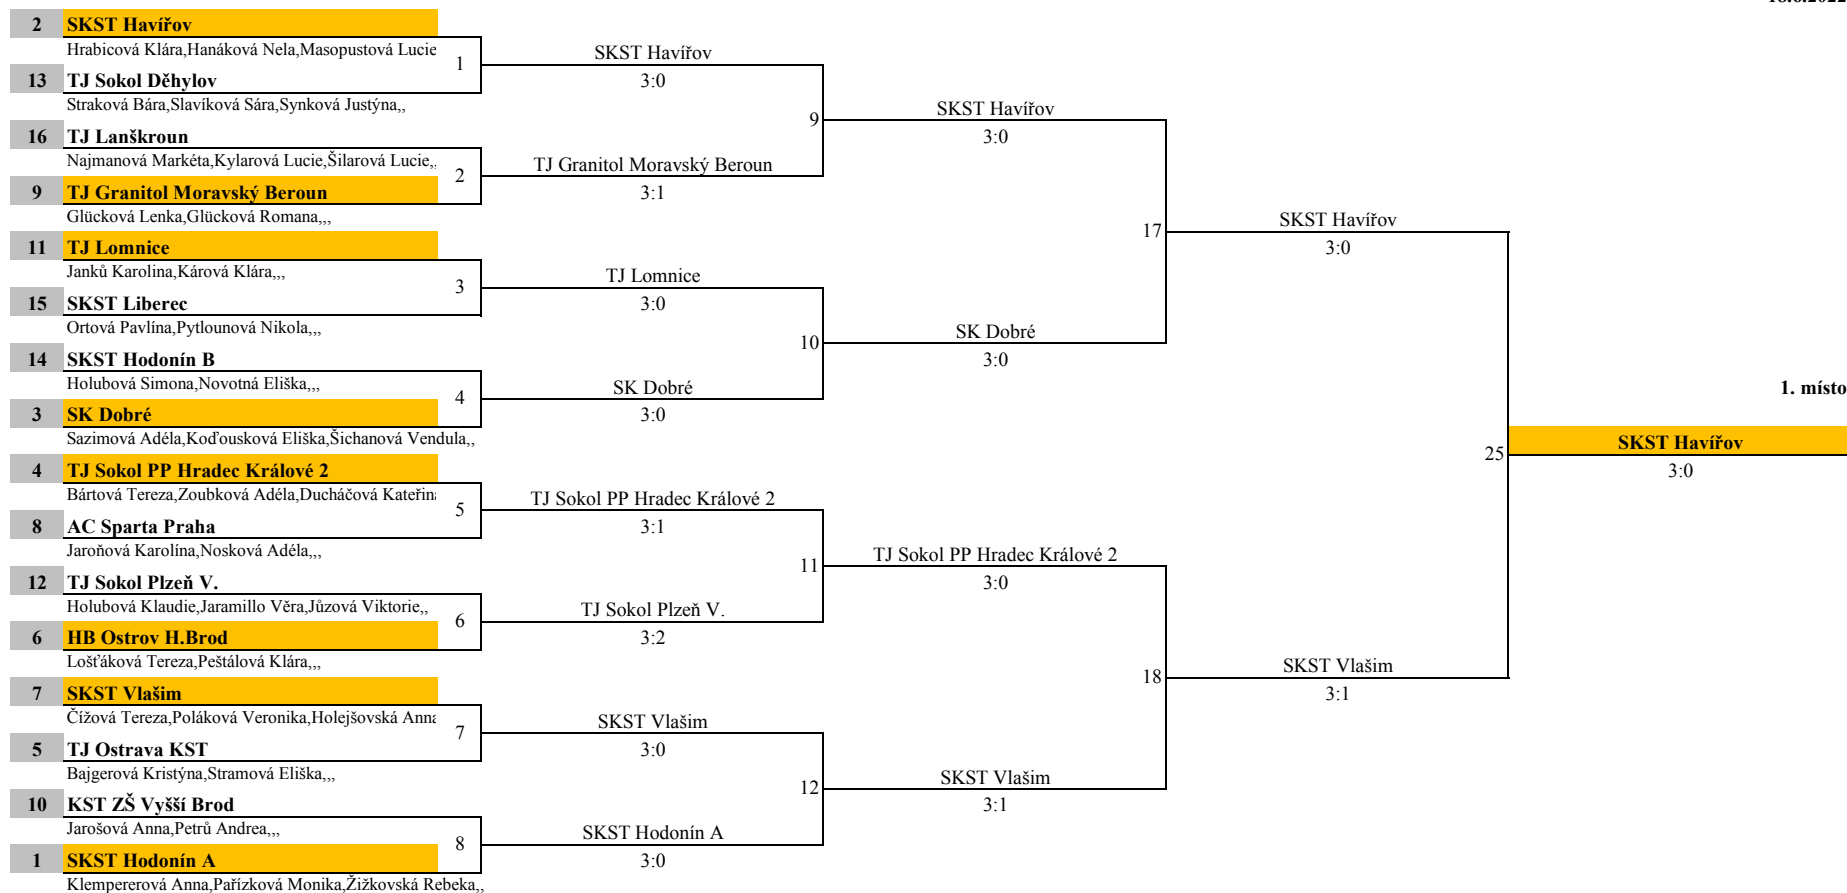 2 SKST Havířov
Hrabicová Klára,Hanáková Nela,Masopustová Lucie
1
SKST Havířov
3:0
13 TJ Sokol Děhylov
Straková Bára,Slavíková Sára,Synková Justýna,,
9
SKST Havířov
3:0
16 TJ Lanškroun
Najmanová Markéta,Kylarová Lucie,Šilarová Lucie,,
2
TJ Granitol Moravský Beroun
3:1
9 TJ Granitol Moravský Beroun
Glücková Lenka,Glücková Romana,,,
17
SKST Havířov
3:0
11 TJ Lomnice
Janků Karolina,Kárová Klára,,,
3
TJ Lomnice
3:0
15 SKST Liberec
Ortová Pavlína,Pytlounová Nikola,,,
10
SK Dobré
3:0
14 SKST Hodonín B
Holubová Simona,Novotná Eliška,,,
4
SK Dobré
3:0
3 SK Dobré
Sazimová Adéla,Koďousková Eliška,Šichanová Vendula,,
1. místo
25
SKST Havířov
3:0
4 TJ Sokol PP Hradec Králové 2
Bártová Tereza,Zoubková Adéla,Ducháčová Kateřina
5
TJ Sokol PP Hradec Králové 2
3:1
8 AC Sparta Praha
Jaroňová Karolína,Nosková Adéla,,,
11
TJ Sokol PP Hradec Králové 2
3:0
12 TJ Sokol Plzeň V.
Holubová Klaudie,Jaramillo Věra,Jůzová Viktorie,,
6
TJ Sokol Plzeň V.
3:2
6 HB Ostrov H.Brod
Lošťáková Tereza,Peštálová Klára,,,
18
SKST Vlašim
3:1
7 SKST Vlašim
Čížová Tereza,Poláková Veronika,Holejšovská Anna
7
SKST Vlašim
3:0
5 TJ Ostrava KST
Bajgerová Kristýna,Stramová Eliška,,,
12
SKST Vlašim
3:1
10 KST ZŠ Vyšší Brod
Jarošová Anna,Petrů Andrea,,,
8
SKST Hodonín A
3:0
1 SKST Hodonín A
Klempererová Anna,Pařízková Monika,Žižkovská Rebeka,,